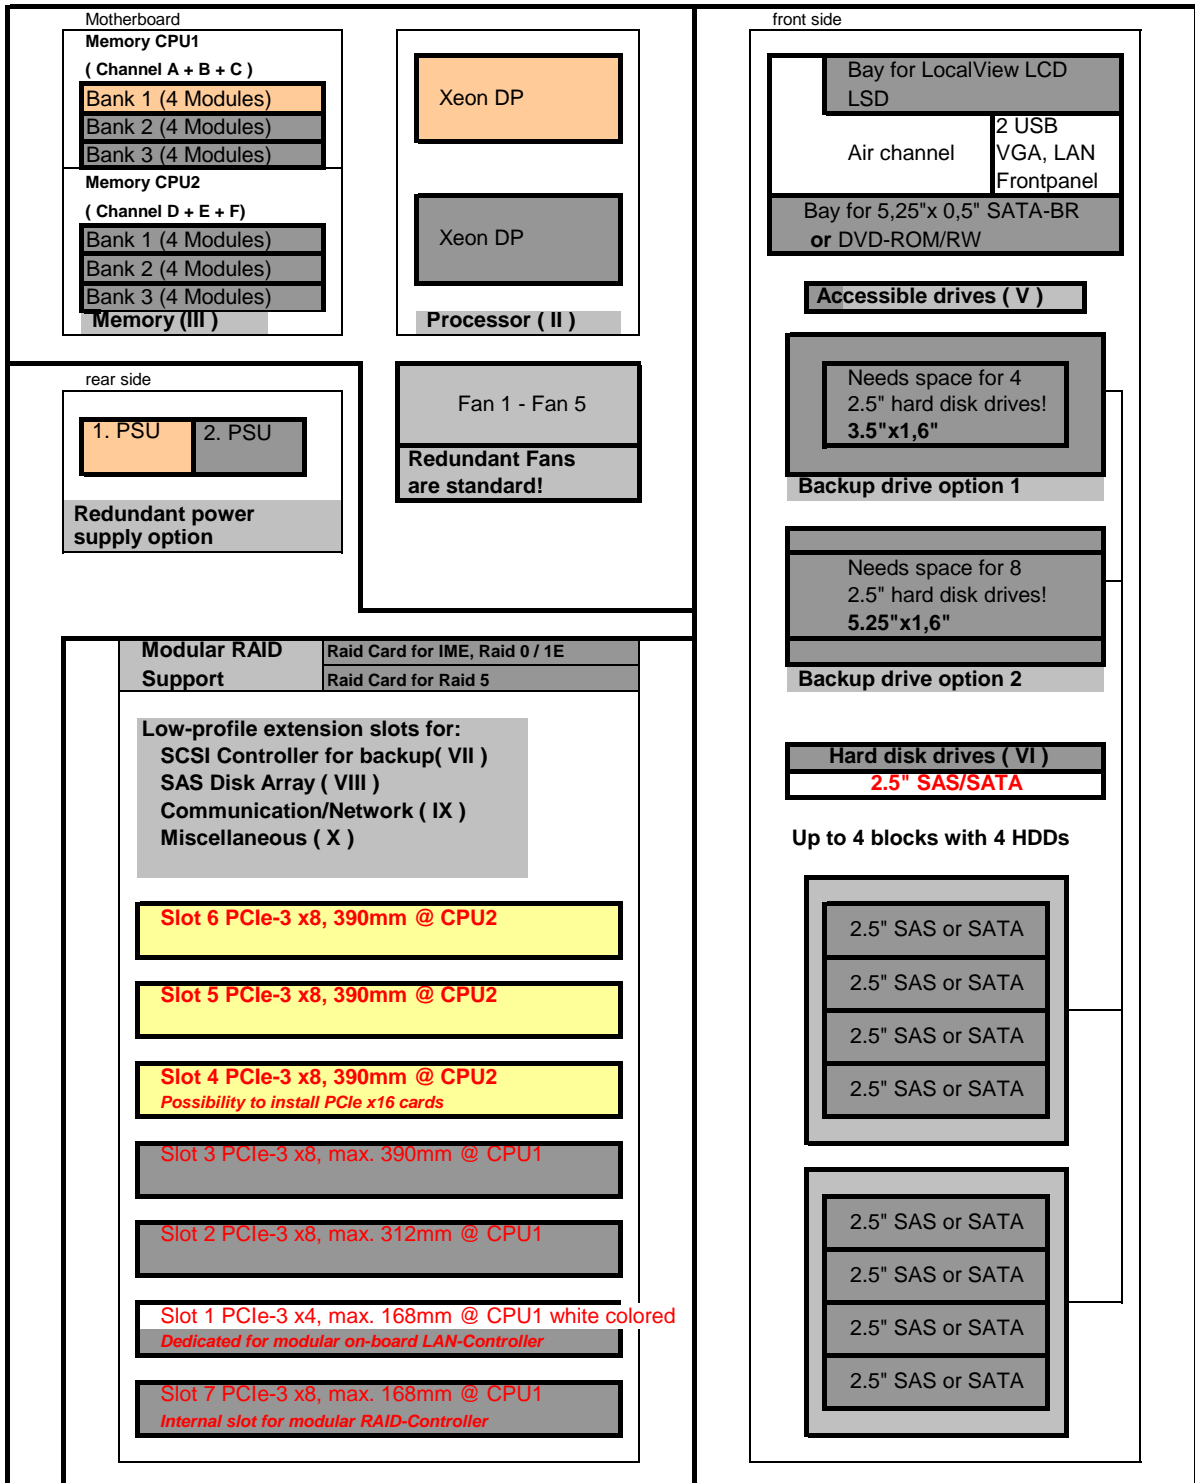 Motherboard
Memory CPU1
( Channel A + B + C )
Bank 1 (4 Modules)
Bank 2 (4 Modules)
Bank 3 (4 Modules)
Memory CPU2
( Channel D + E + F)
Bank 1 (4 Modules)
Bank 2 (4 Modules)
Bank 3 (4 Modules)
Memory (III )
Xeon DP
Xeon DP
Processor ( II )
rear side
1. PSU
2. PSU
Redundant power
supply option
Fan 1 - Fan 5
Redundant Fans
are standard!
Modular RAID
Support
Raid Card for IME, Raid 0 / 1E
Raid Card for Raid 5
Low-profile extension slots for:
SCSI Controller for backup( VII )
SAS Disk Array ( VIII )
Communication/Network ( IX )
Miscellaneous ( X )
Slot 6 PCIe-3 x8, 390mm @ CPU2
Slot 5 PCIe-3 x8, 390mm @ CPU2
Slot 4 PCIe-3 x8, 390mm @ CPU2
Possibility to install PCIe x16 cards
Slot 3 PCIe-3 x8, max. 390mm @ CPU1
Slot 2 PCIe-3 x8, max. 312mm @ CPU1
Slot 1 PCIe-3 x4, max. 168mm @ CPU1 white colored
Dedicated for modular on-board LAN-Controller
Slot 7 PCIe-3 x8, max. 168mm @ CPU1
Internal slot for modular RAID-Controller
front side
Bay for LocalView LCD
LSD
Air channel
2 USB
VGA, LAN
Frontpanel
Bay for 5,25"x 0,5" SATA-BR
or DVD-ROM/RW
Accessible drives ( V )
Needs space for 4
2.5" hard disk drives!
3.5"x1,6"
Backup drive option 1
Needs space for 8
2.5" hard disk drives!
5.25"x1,6"
Backup drive option 2
Hard disk drives ( VI )
2.5" SAS/SATA
Up to 4 blocks with 4 HDDs
2.5" SAS or SATA
2.5" SAS or SATA
2.5" SAS or SATA
2.5" SAS or SATA
2.5" SAS or SATA
2.5" SAS or SATA
2.5" SAS or SATA
2.5" SAS or SATA